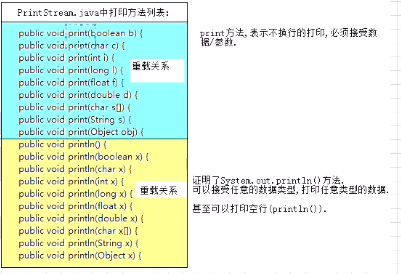 PrintStream.java中打印方法列表:
public void print(boolean b) {
public void print(char c) {
public void print(int i) {
public void print(long l) {
public void print(float f) {
public void print(double d) {
public void print(char s[]) {
public void print(String s) {
public void print(Object obj) {
重载关系
print方法,表示不换行的打印,必须接受数
据/参数.
public void println() {
public void println(boolean x) {
public void println(char x) {
public void println(int x) {
public void println(long x) {
public void println(float x) {
public void println(double x) {
public void println(char x[]) {
public void println(String x) {
public void println(Object x) {
重载关系
证明了System.out.println()方法.
可以接受任意的数据类型,打印任意类型的数据.
甚至可以打印空行(println()).